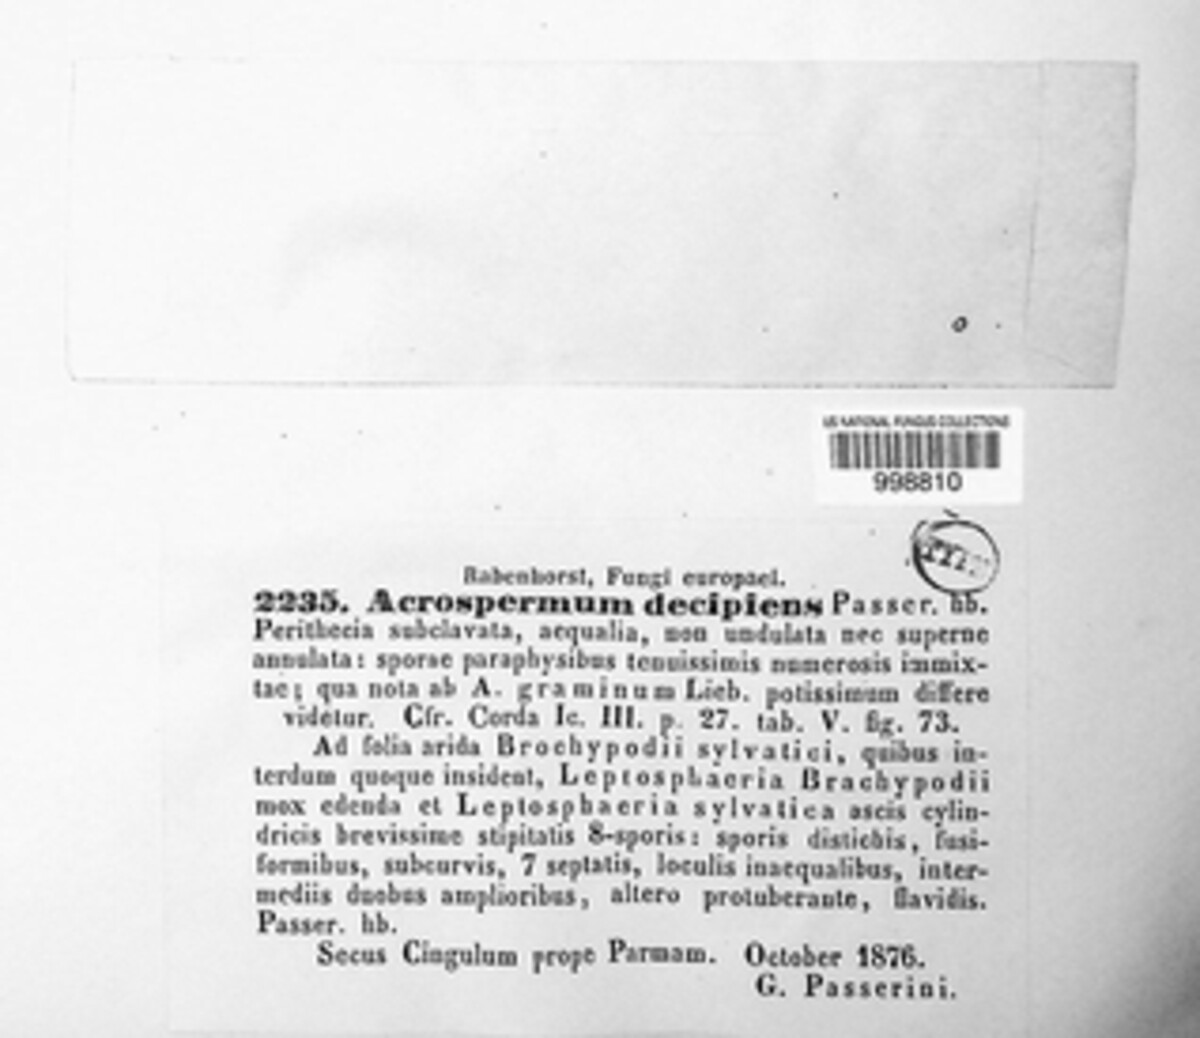 US NATIONAL FUNGUS COLLECTIONS
998810
TYPE
Rabenhorst, Fungi europaei.
2235. Acrospermum decipiens Passer. hb.
Perithecia subclavata, aequalia, non undulata nec superne
annulata: sporae paraphysibus tenuissimis numerosis immix-
tae; qua nota ab A. graminum Lieb. potissimum differe
videtur. Cfr. Corda Ic. III. p. 27. tab. V. fig. 73.
Ad folia arida Brochypodii sylvatici, quibus in-
terdum quoque insident, Leptosphaeria Brachypodii
mox edenda et Leptosphaeria sylvatica ascis cylin-
dricis brevissime stipitatis 8-sporis: sporis distichis, fusi-
formibus, subcurvis, 7 septatis, loculis inaequalibus, inter-
mediis duobus amplioribus, altero protuberante, flavidis.
Passer. hb.
Secus Cingulum prope Parmam. October 1876.
G. Passerini.